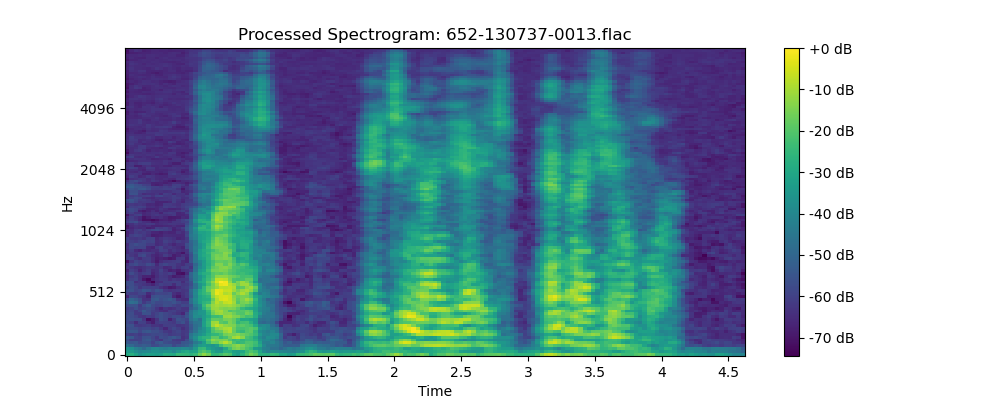 Processed Spectrogram: 652-130737-0013.flac
Hz
4096
2048
1024
512
0
0 0.5 1 1.5 2 2.5 3 3.5 4 4.5
Time
+0 dB
-10 dB
-20 dB
-30 dB
-40 dB
-50 dB
-60 dB
-70 dB